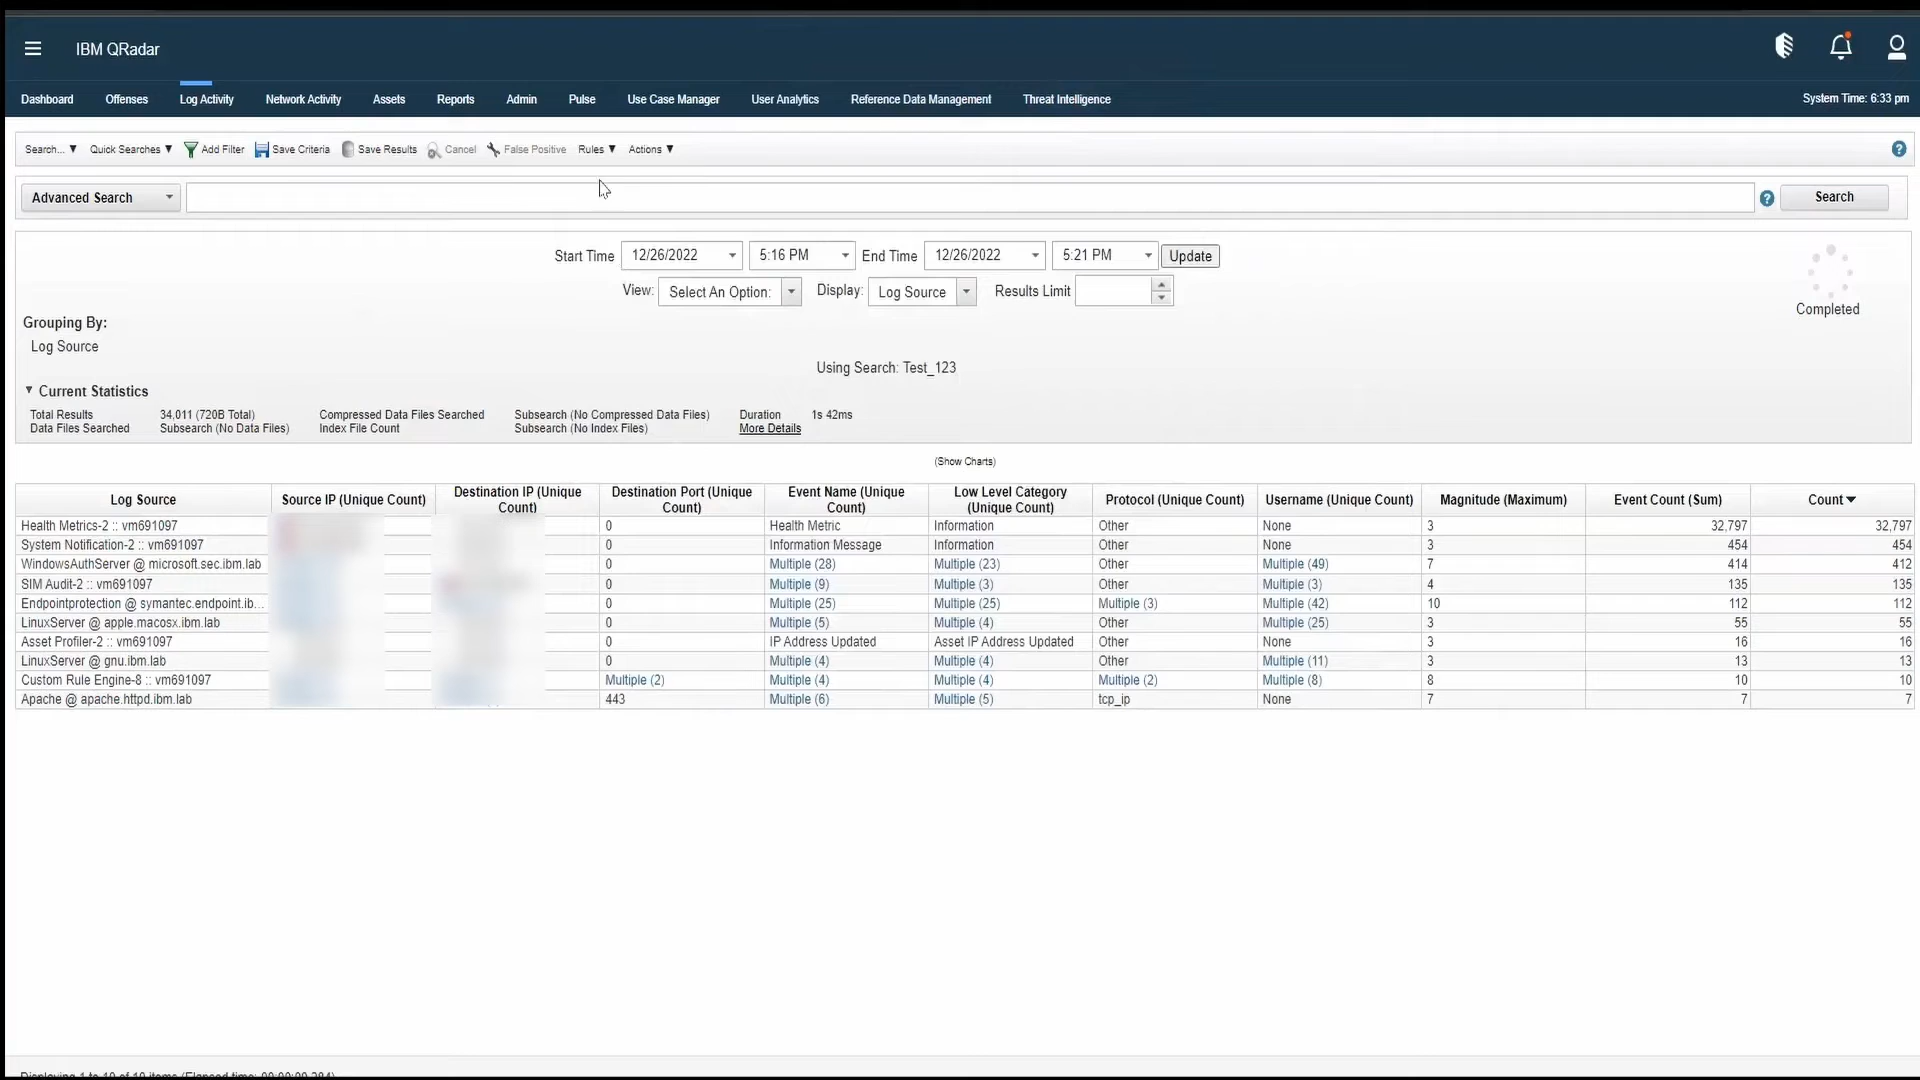 IBM QRadar
Dashboard Offenses Log Activity Network Activity Assets Reports Admin Pulse Use Case Manager User Analytics Reference Data Management Threat Intelligence System Time: 6:33 pm
Search... ▼ Quick Searches ▼ Add Filter Save Criteria Save Results Cancel False Positive Rules ▼ Actions ▼
Advanced Search Search
Start Time 12/26/2022 5:16 PM End Time 12/26/2022 5:21 PM Update
View: Select An Option: Display: Log Source Results Limit
Completed
Grouping By:
Log Source
Using Search: Test_123
▼ Current Statistics
Total Results 34,011 (720B Total) Compressed Data Files Searched Subsearch (No Compressed Data Files) Duration 1s 42ms
Data Files Searched Subsearch (No Data Files) Index File Count Subsearch (No Index Files) More Details
(Show Charts)
Log Source Source IP (Unique Count) Destination IP (Unique Count) Destination Port (Unique Count) Event Name (Unique Count) Low Level Category (Unique Count) Protocol (Unique Count) Username (Unique Count) Magnitude (Maximum) Event Count (Sum) Count▼
Health Metrics-2 :: vm691097 0 Health Metric Information Other None 3 32,797 32,797
System Notification-2 :: vm691097 0 Information Message Information Other None 3 454 454
WindowsAuthServer @ microsoft.sec.ibm.lab 0 Multiple (28) Multiple (23) Other Multiple (49) 7 414 412
SIM Audit-2 :: vm691097 0 Multiple (9) Multiple (3) Other Multiple (3) 4 135 135
Endpointprotection @ symantec.endpoint.ib... 0 Multiple (25) Multiple (25) Multiple (3) Multiple (42) 10 112 112
LinuxServer @ apple.macosx.ibm.lab 0 Multiple (5) Multiple (4) Other Multiple (25) 3 55 55
Asset Profiler-2 :: vm691097 0 IP Address Updated Asset IP Address Updated Other None 3 16 16
LinuxServer @ gnu.ibm.lab 0 Multiple (4) Multiple (4) Other Multiple (11) 3 13 13
Custom Rule Engine-8 :: vm691097 Multiple (2) Multiple (4) Multiple (4) Multiple (2) Multiple (8) 8 10 10
Apache @ apache.httpd.ibm.lab 443 Multiple (6) Multiple (5) tcp_ip None 7 7 7
Displaying 1 to 10 of 10 items (Elapsed time: